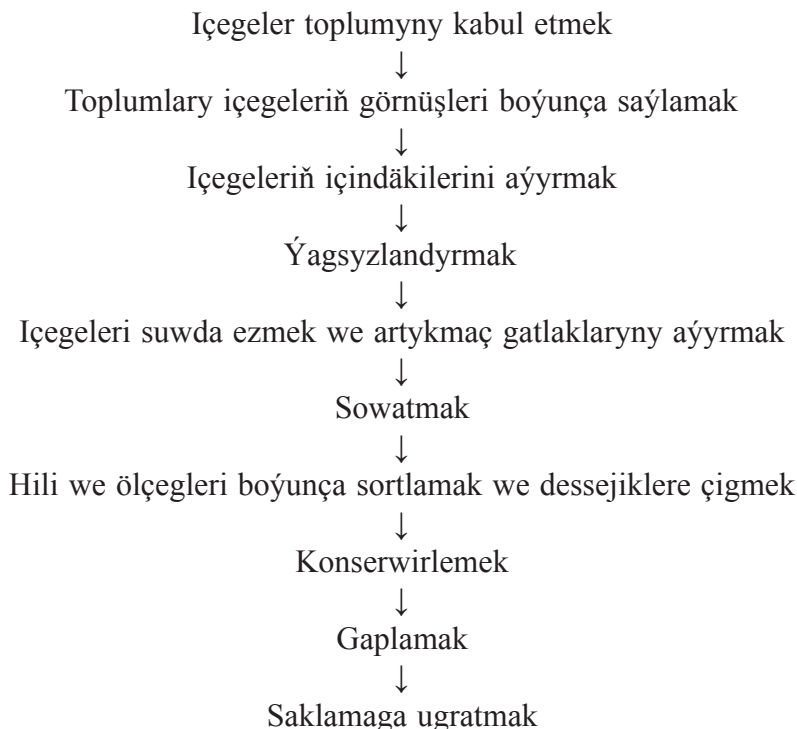 Içegeler toplumyny kabul etmek
↓
Toplumlary içegeleriň görnüşleri boýunça saýlamak
↓
Içegeleriň içindäkilerini aýyrmak
↓
Ýagsyzlandyrmak
↓
Içegeleri suwda ezmek we artykmaç gatlaklaryny aýyrmak
↓
Sowatmak
↓
Hili we ölçegleri boýunça sortlamak we dessejiklere çigmek
↓
Konserwirlemek
↓
Gaplamak
↓
Saklamaga ugratmak